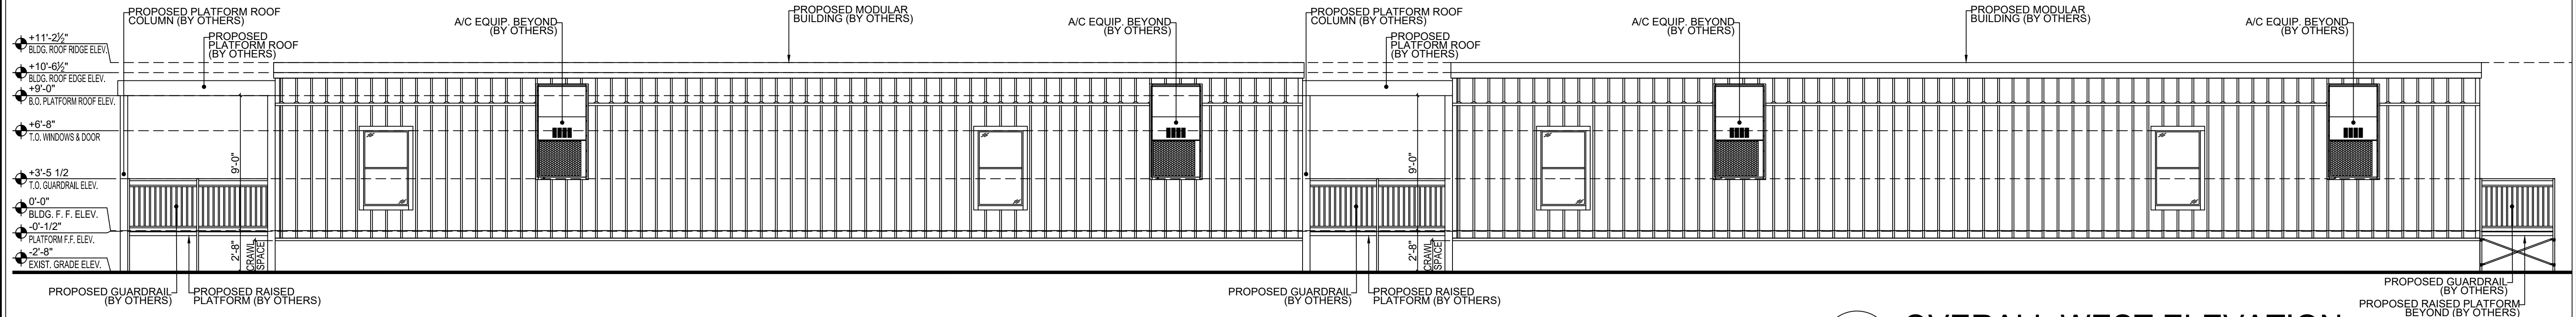 PROPOSED PLATFORM ROOF
COLUMN (BY OTHERS)
PROPOSED
PLATFORM ROOF
(BY OTHERS)
A/C EQUIP. BEYOND
(BY OTHERS)
PROPOSED MODULAR
BUILDING (BY OTHERS)
A/C EQUIP. BEYOND
(BY OTHERS)
PROPOSED PLATFORM ROOF
COLUMN (BY OTHERS)
PROPOSED
PLATFORM ROOF
(BY OTHERS)
A/C EQUIP. BEYOND
(BY OTHERS)
PROPOSED MODULAR
BUILDING (BY OTHERS)
A/C EQUIP. BEYOND
(BY OTHERS)
+11'-2½"
BLDG. ROOF RIDGE ELEV.
+10'-6½"
BLDG. ROOF EDGE ELEV.
+9'-0"
B.O. PLATFORM ROOF ELEV.
+6'-8"
T.O. WINDOWS & DOOR
+3'-5 1/2
T.O. GUARDRAIL ELEV.
0'-0"
BLDG. F. F. ELEV.
-0'-1/2"
PLATFORM F.F. ELEV.
-2'-8"
EXIST. GRADE ELEV.
9'-0"
2'-8"
CRAWL
SPACE
9'-0"
2'-8"
CRAWL
SPACE
PROPOSED GUARDRAIL
(BY OTHERS)
PROPOSED RAISED
PLATFORM (BY OTHERS)
PROPOSED GUARDRAIL
(BY OTHERS)
PROPOSED RAISED
PLATFORM (BY OTHERS)
PROPOSED GUARDRAIL
(BY OTHERS)
PROPOSED RAISED PLATFORM
BEYOND (BY OTHERS)
OVERALL WEST ELEVATION